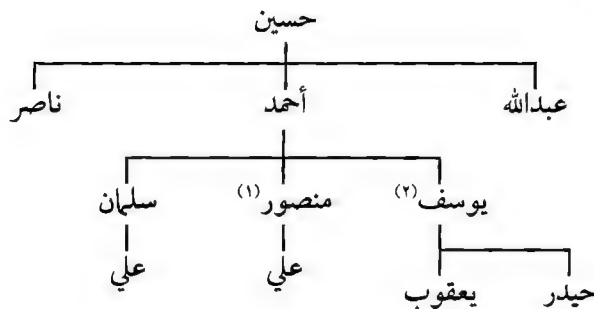 حسين
عبدالله أحمد ناصر
يوسف (٢) منصور (١) سلمان
حيدر يعقوب علي علي